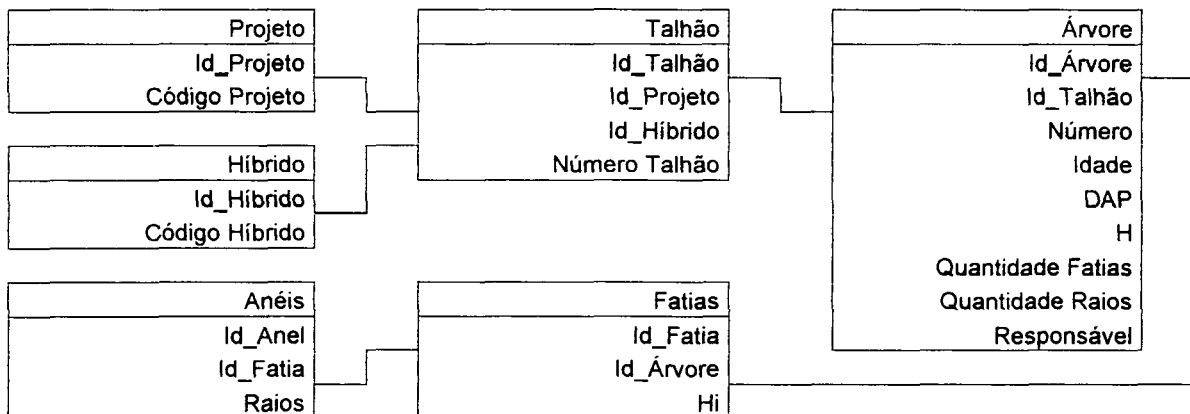 Projeto
Id_Projeto
Código Projeto
Híbrido
Id_Híbrido
Código Híbrido
Talhão
Id_Talhão
Id_Projeto
Id_Híbrido
Número Talhão
Árvore
Id_Árvore
Id_Talhão
Número
Idade
DAP
H
Quantidade Fatias
Quantidade Raios
Responsável
Anéis
Id_Anel
Id_Fatia
Raios
Fatias
Id_Fatia
Id_Árvore
Hi